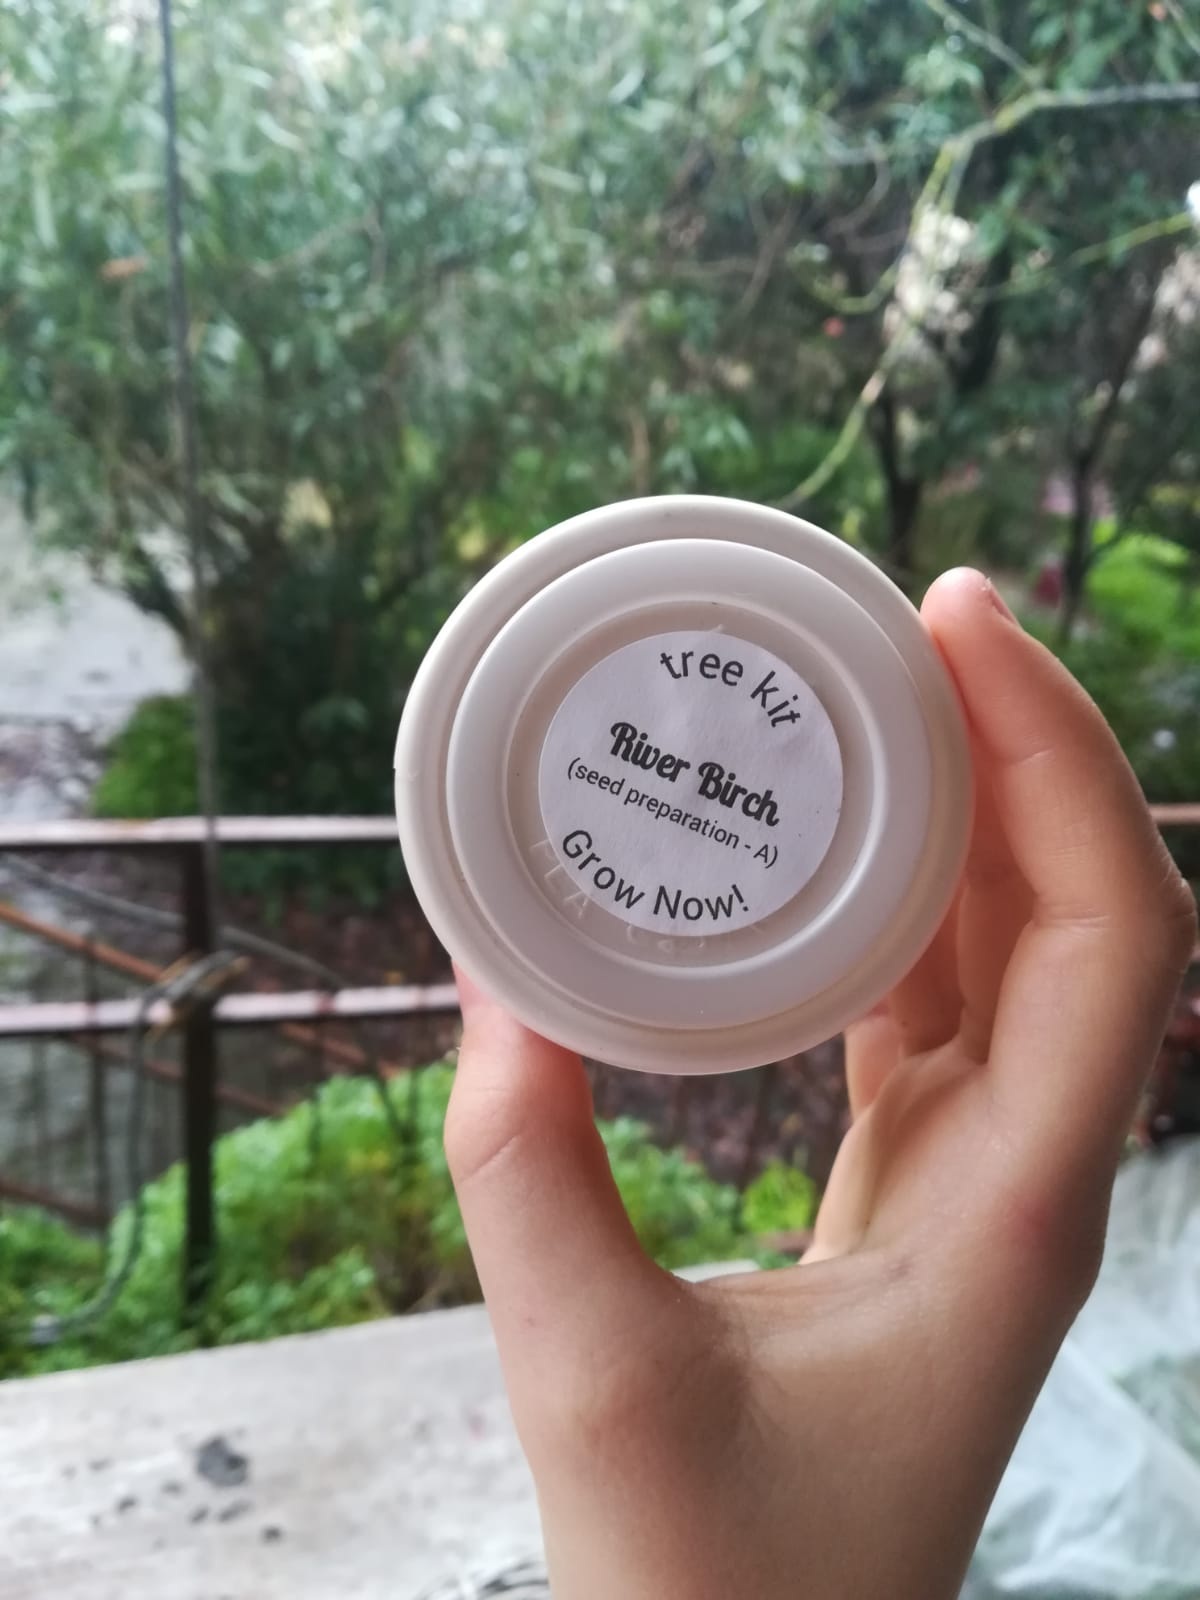 tree kit
River Birch
(seed preparation - A)
Grow Now!